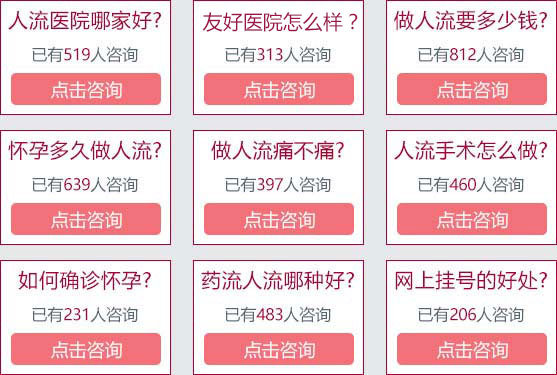 人流医院哪家好?
已有519人咨询
点击咨询
友好医院怎么样？
已有313人咨询
点击咨询
做人流要多少钱?
已有812人咨询
点击咨询
怀孕多久做人流?
已有639人咨询
点击咨询
做人流痛不痛?
已有397人咨询
点击咨询
人流手术怎么做?
已有460人咨询
点击咨询
如何确诊怀孕?
已有231人咨询
点击咨询
药流人流哪种好?
已有483人咨询
点击咨询
网上挂号的好处?
已有206人咨询
点击咨询